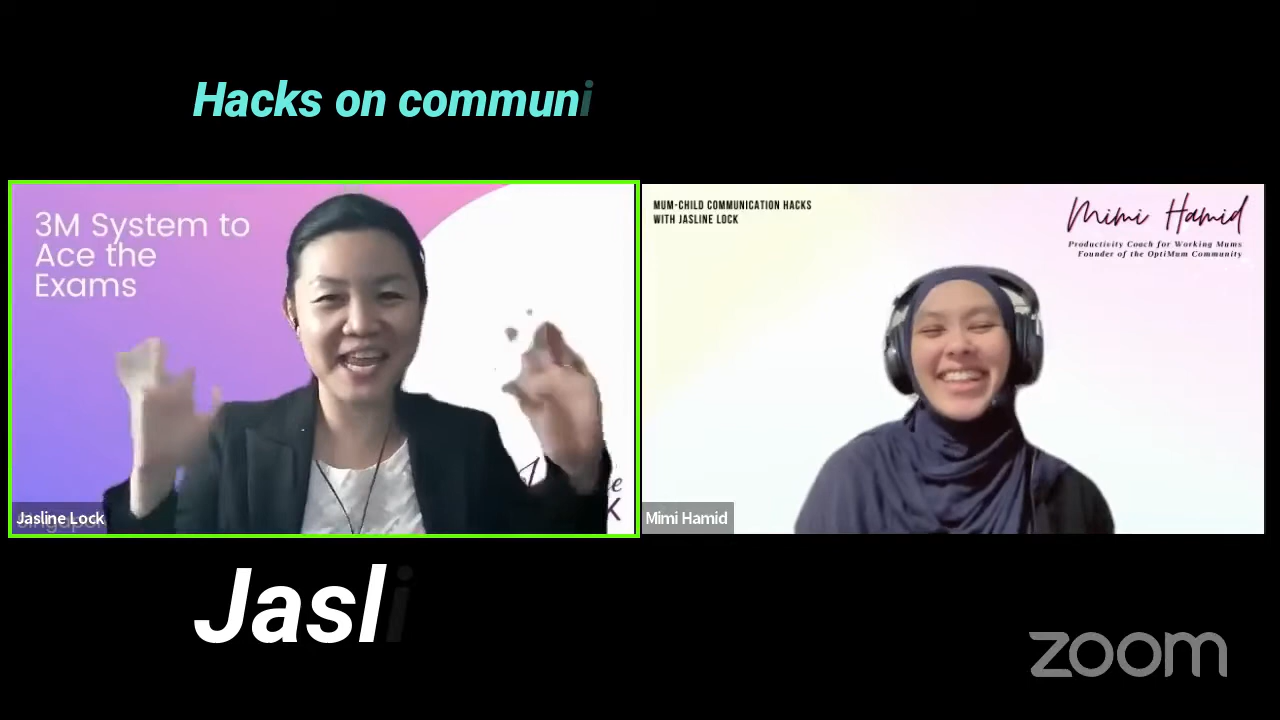 Hacks on communi
3M System to
Ace the
Exams
MUM-CHILD COMMUNICATION HACKS
WITH JASLINE LOCK
Mimi Hamid
Productivity Coach for Working Mums
Founder of the OptiMum Community
Jasline Lock
Mimi Hamid
Jasli
zoom